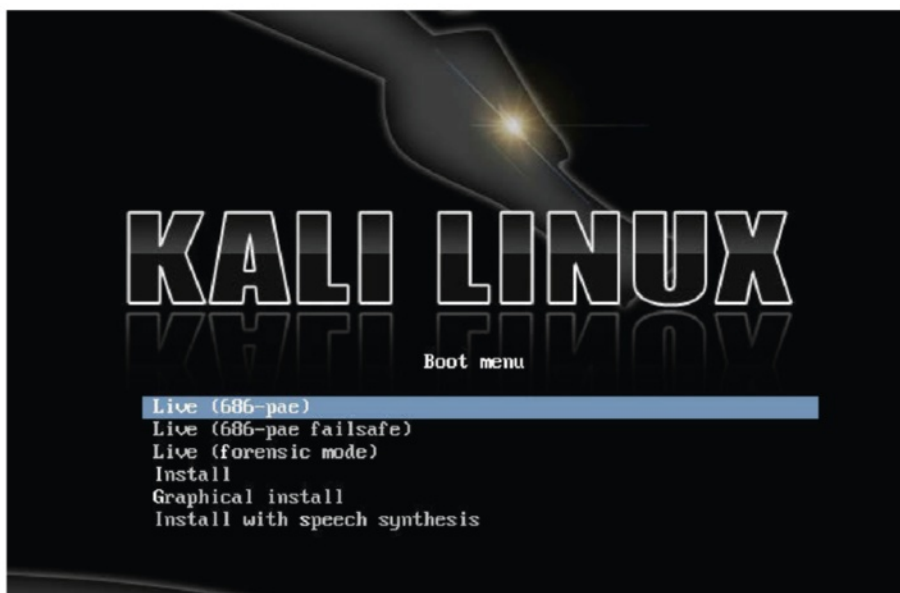 KALI LINUX
Boot menu
Live (686-pae)
Live (686-pae failsafe)
Live (forensic mode)
Install
Graphical install
Install with speech synthesis